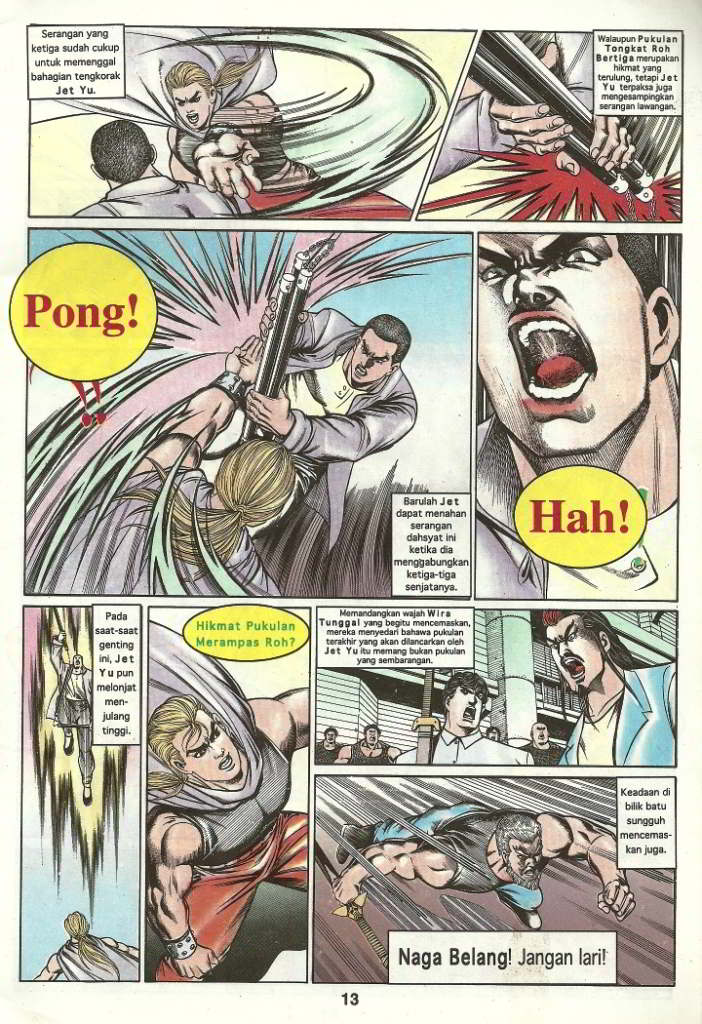 Serangan yang
ketiga sudah cukup
untuk memenggal
bahagian tengkorak
Jet Yu.
Walaupun Pukulan
Tongkat Roh
Bertiga merupakan
hikmat yang
terulung, tetapi Jet
Yu terpaksa juga
mengesampingkan
serangan lawangan.
Pong!
!!
Barulah Jet
dapat menahan
serangan
dahsyat ini
ketika dia
menggabungkan
ketiga-tiga
senjatanya.
Hah!
Pada
saat-saat
genting
ini, Jet
Yu pun
melonjat
men-
julang
tinggi.
Hikmat Pukulan
Merampas Roh?
Memandangkan wajah Wira
Tunggal yang begitu mencemaskan,
mereka menyedari bahawa pukulan
terakhir yang akan dilancarkan oleh
Jet Yu itu memang bukan pukulan
yang sembarangan.
Keadaan di
bilik batu
sungguh
mencemas-
kan juga.
Naga Belang! Jangan lari!
13